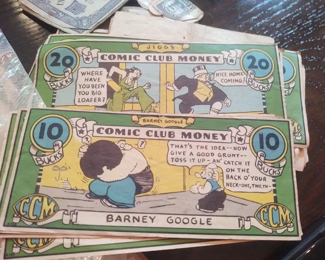 JIGGS
20
COMIC CLUB MONEY
20
BUCKS
WHERE
HAVE YOU
BEEN YOU
BIG
LOAFER?
NICE HOME-
COMING!
BARNEY GOOGLE
10
COMIC CLUB MONEY
10
BUCKS
BUCKS
THAT'S THE IDEA-- NOW
GIVE A GOOD GRUNT--
TOSS IT UP-AN' CATCH IT
ON THE BACK O' YOUR
NECK-ONE, TWO,
CCM
BARNEY GOOGLE
CCM